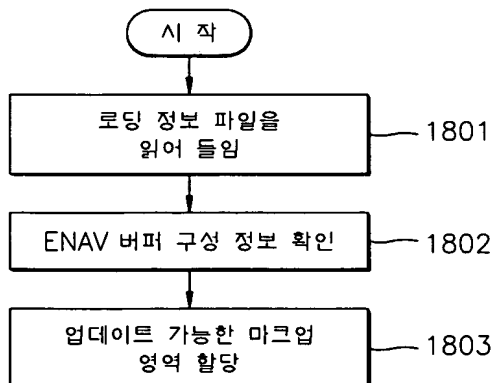 시 작
로딩 정보 파일을
읽어 들임
1801
ENAV 버퍼 구성 정보 확인
1802
업데이트 가능한 마크업
영역 할당
1803